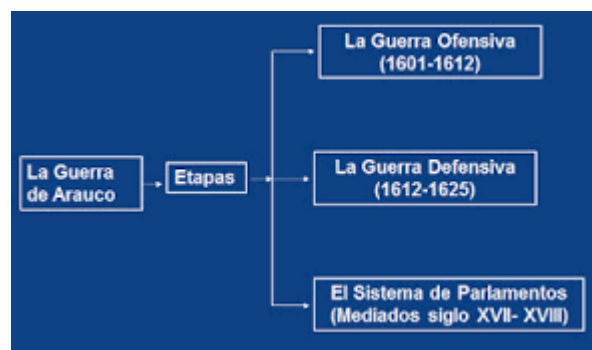 La Guerra
de Arauco
Etapas
La Guerra Ofensiva
(1601-1612)
La Guerra Defensiva
(1612-1625)
El Sistema de Parlamentos
(Mediados siglo XVII- XVIII)